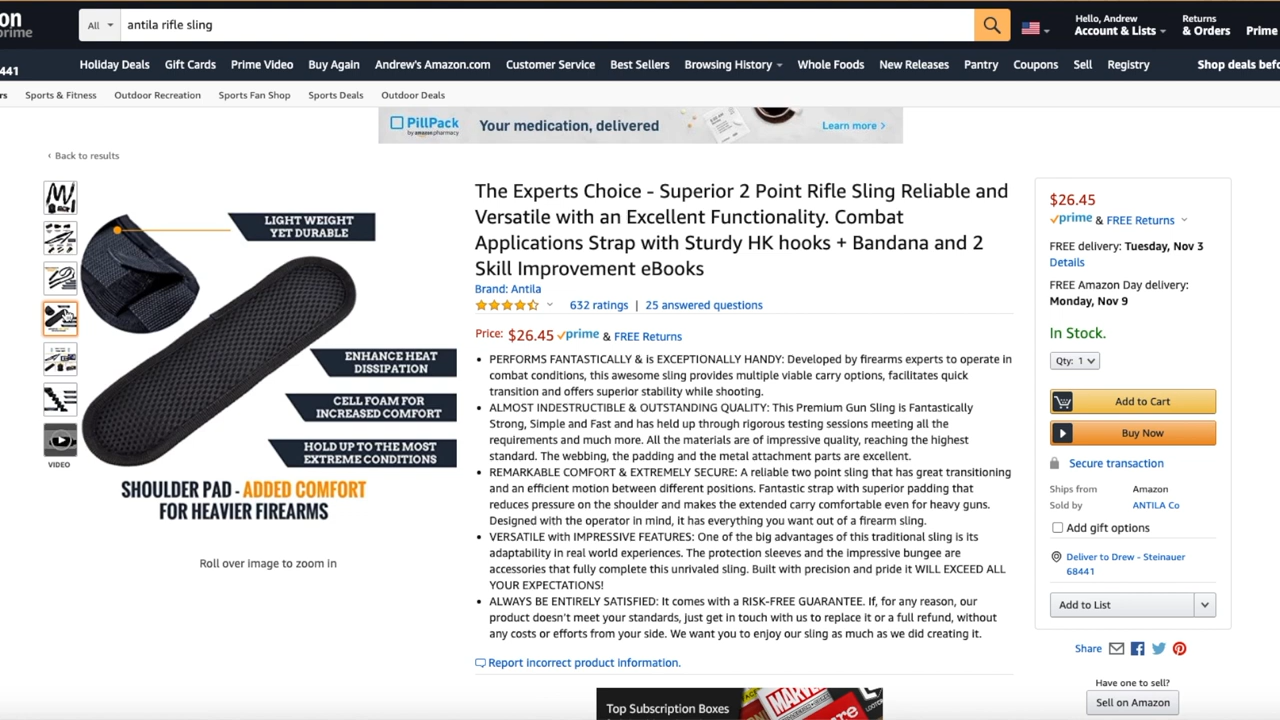 on
prime
All
antila rifle sling
Hello, Andrew
Account & Lists
Returns
& Orders
Prime
441
Holiday Deals
Gift Cards
Prime Video
Buy Again
Andrew's Amazon.com
Customer Service
Best Sellers
Browsing History
Whole Foods
New Releases
Pantry
Coupons
Sell
Registry
Shop deals befo
rs
Sports & Fitness
Outdoor Recreation
Sports Fan Shop
Sports Deals
Outdoor Deals
PillPack
by amazon pharmacy
Your medication, delivered
Learn more ›
‹ Back to results
LIGHT WEIGHT
YET DURABLE
ENHANCE HEAT
DISSIPATION
CELL FOAM FOR
INCREASED COMFORT
HOLD UP TO THE MOST
EXTREME CONDITIONS
SHOULDER PAD - ADDED COMFORT
FOR HEAVIER FIREARMS
VIDEO
Roll over image to zoom in
The Experts Choice - Superior 2 Point Rifle Sling Reliable and
Versatile with an Excellent Functionality. Combat
Applications Strap with Sturdy HK hooks + Bandana and 2
Skill Improvement eBooks
Brand: Antila
632 ratings | 25 answered questions
Price: $26.45 prime & FREE Returns
• PERFORMS FANTASTICALLY & is EXCEPTIONALLY HANDY: Developed by firearms experts to operate in
combat conditions, this awesome sling provides multiple viable carry options, facilitates quick
transition and offers superior stability while shooting.
• ALMOST INDESTRUCTIBLE & OUTSTANDING QUALITY: This Premium Gun Sling is Fantastically
Strong, Simple and Fast and has held up through rigorous testing sessions meeting all the
requirements and much more. All the materials are of impressive quality, reaching the highest
standard. The webbing, the padding and the metal attachment parts are excellent.
• REMARKABLE COMFORT & EXTREMELY SECURE: A reliable two point sling that has great transitioning
and an efficient motion between different positions. Fantastic strap with superior padding that
reduces pressure on the shoulder and makes the extended carry comfortable even for heavy guns.
Designed with the operator in mind, it has everything you want out of a firearm sling.
• VERSATILE with IMPRESSIVE FEATURES: One of the big advantages of this traditional sling is its
adaptability in real world experiences. The protection sleeves and the impressive bungee are
accessories that fully complete this unrivaled sling. Built with precision and pride it WILL EXCEED ALL
YOUR EXPECTATIONS!
• ALWAYS BE ENTIRELY SATISFIED: It comes with a RISK-FREE GUARANTEE. If, for any reason, our
product doesn't meet your standards, just get in touch with us to replace it or a full refund, without
any costs or efforts from your side. We want you to enjoy our sling as much as we did creating it.
Report incorrect product information.
Top Subscription Boxes
MARVEL
$26.45
prime & FREE Returns
FREE delivery: Tuesday, Nov 3
Details
FREE Amazon Day delivery:
Monday, Nov 9
In Stock.
Qty: 1
Add to Cart
Buy Now
Secure transaction
Ships from Amazon
Sold by ANTILA Co
Add gift options
Deliver to Drew - Steinauer
68441
Add to List
Share
Have one to sell?
Sell on Amazon